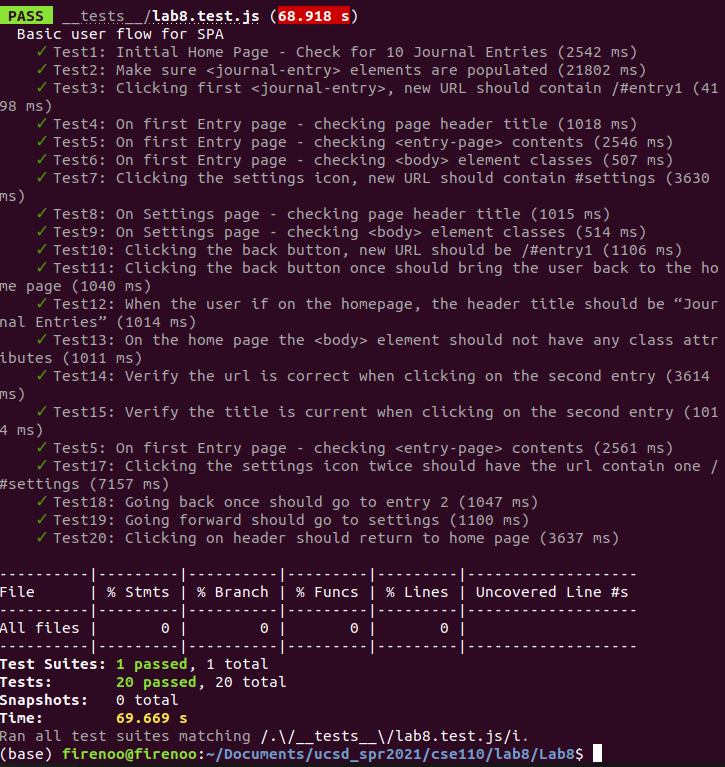 PASS __tests__/lab8.test.js (68.918 s)
Basic user flow for SPA
✓ Test1: Initial Home Page - Check for 10 Journal Entries (2542 ms)
✓ Test2: Make sure <journal-entry> elements are populated (21802 ms)
✓ Test3: Clicking first <journal-entry>, new URL should contain /#entry1 (41
98 ms)
✓ Test4: On first Entry page - checking page header title (1018 ms)
✓ Test5: On first Entry page - checking <entry-page> contents (2546 ms)
✓ Test6: On first Entry page - checking <body> element classes (507 ms)
✓ Test7: Clicking the settings icon, new URL should contain #settings (3630
ms)
✓ Test8: On Settings page - checking page header title (1015 ms)
✓ Test9: On Settings page - checking <body> element classes (514 ms)
✓ Test10: Clicking the back button, new URL should be /#entry1 (1106 ms)
✓ Test11: Clicking the back button once should bring the user back to the ho
me page (1040 ms)
✓ Test12: When the user if on the homepage, the header title should be “Jour
nal Entries” (1014 ms)
✓ Test13: On the home page the <body> element should not have any class attr
ibutes (1011 ms)
✓ Test14: Verify the url is correct when clicking on the second entry (3614
ms)
✓ Test15: Verify the title is current when clicking on the second entry (101
4 ms)
✓ Test5: On first Entry page - checking <entry-page> contents (2561 ms)
✓ Test17: Clicking the settings icon twice should have the url contain one /
#settings (7157 ms)
✓ Test18: Going back once should go to entry 2 (1047 ms)
✓ Test19: Going forward should go to settings (1100 ms)
✓ Test20: Clicking on header should return to home page (3637 ms)
----------|---------|----------|---------|---------|-------------------
File      | % Stmts | % Branch | % Funcs | % Lines | Uncovered Line #s
----------|---------|----------|---------|---------|-------------------
All files |       0 |        0 |       0 |       0 |
----------|---------|----------|---------|---------|-------------------
Test Suites: 1 passed, 1 total
Tests:       20 passed, 20 total
Snapshots:   0 total
Time:        69.669 s
Ran all test suites matching /.\/__tests__\/lab8.test.js/i.
(base) firenoo@firenoo:~/Documents/ucsd_spr2021/cse110/lab8/Lab8$